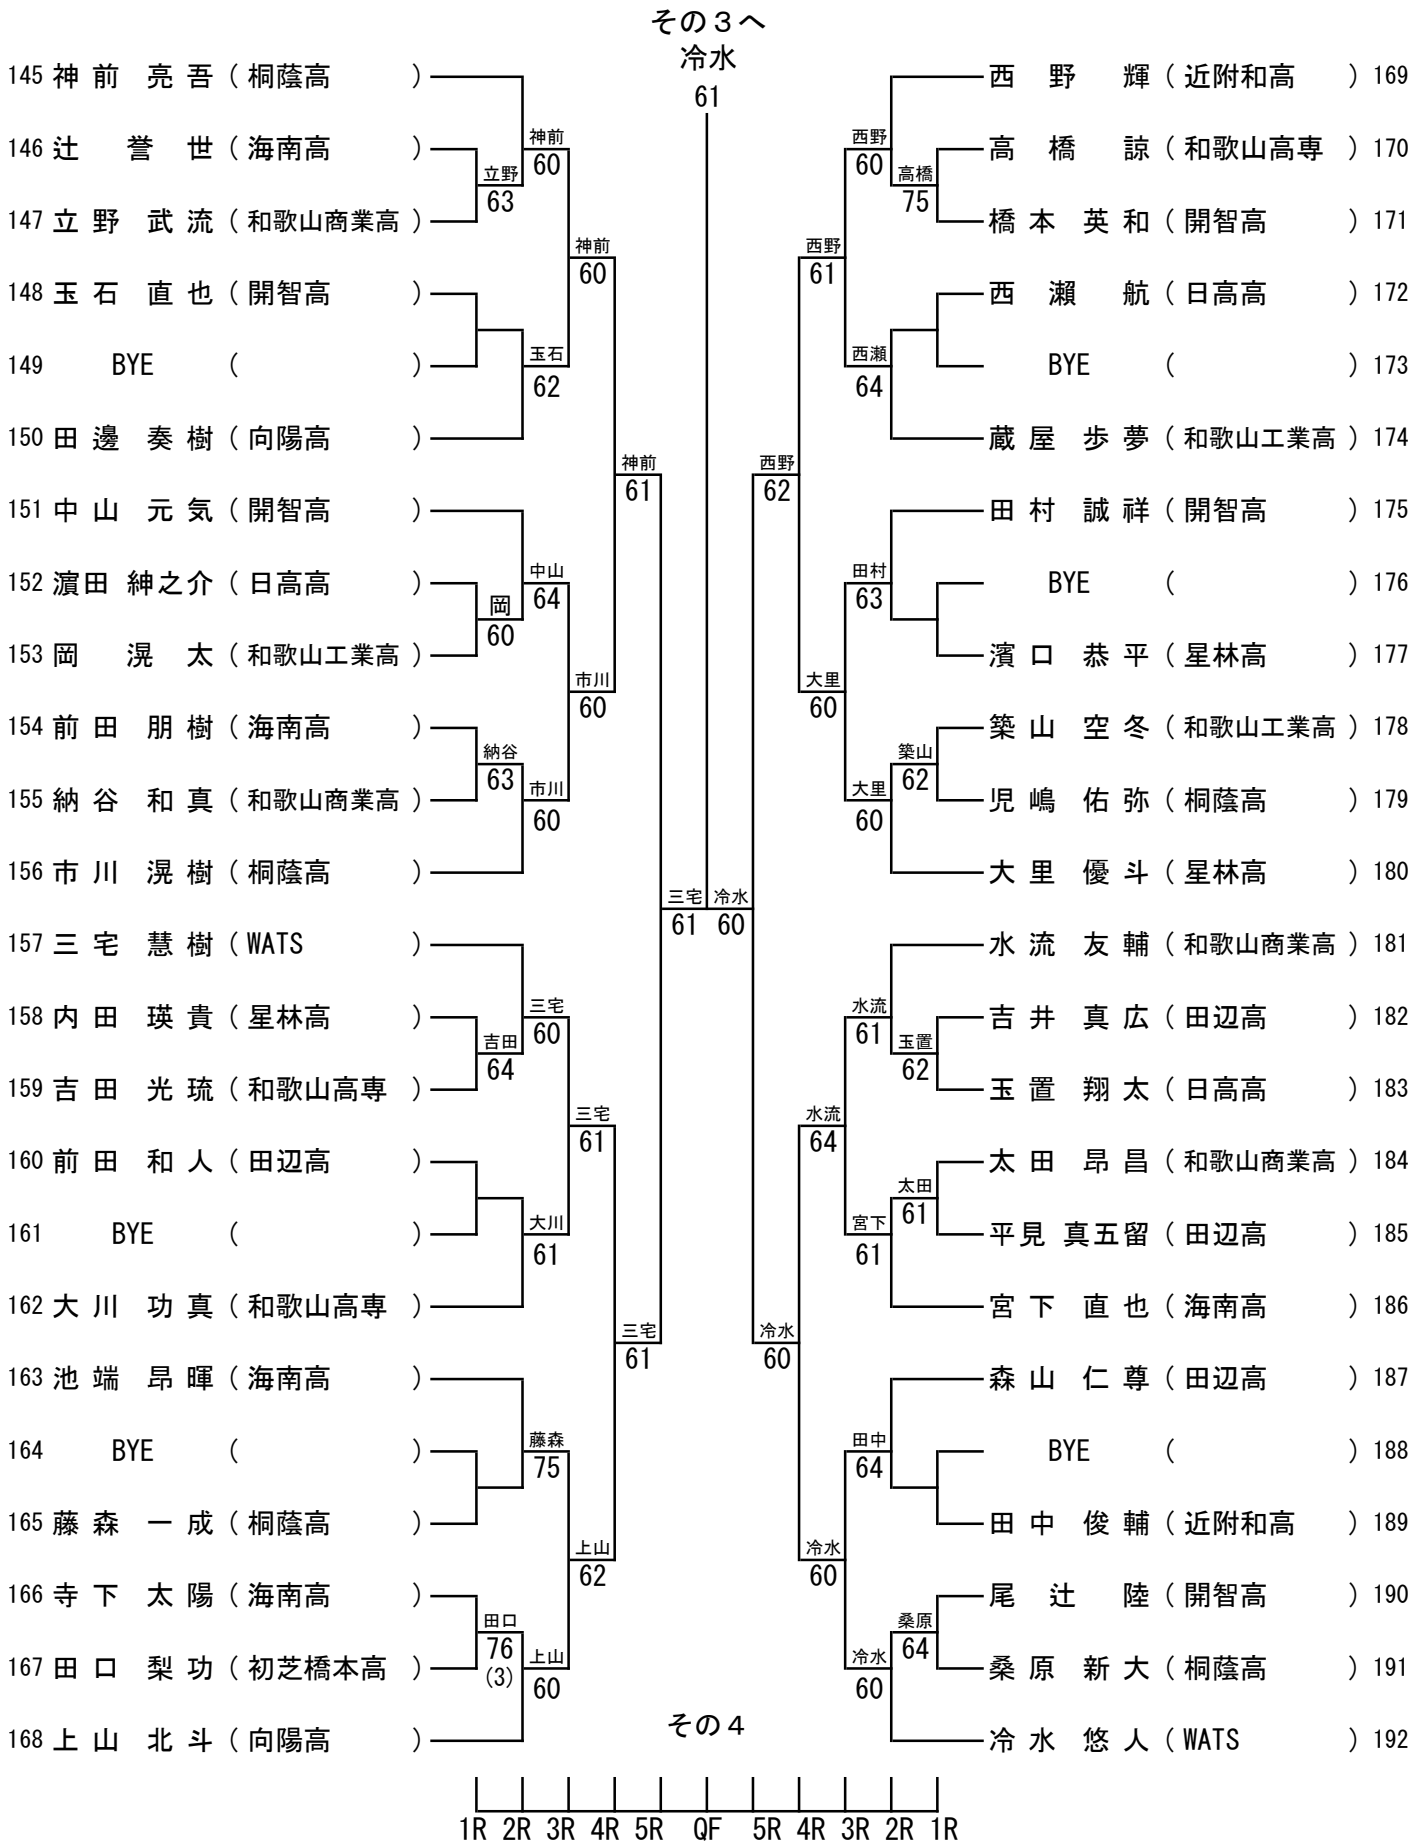 その３へ
冷水
61
145 神前 亮吾 ( 桐蔭高 )
146 辻 誉世 ( 海南高 )
147 立野 武流 ( 和歌山商業高 )
148 玉石 直也 ( 開智高 )
149 BYE ( )
150 田邊 奏樹 ( 向陽高 )
151 中山 元気 ( 開智高 )
152 濵田 紳之介 ( 日高高 )
153 岡 滉太 ( 和歌山工業高 )
154 前田 朋樹 ( 海南高 )
155 納谷 和真 ( 和歌山商業高 )
156 市川 滉樹 ( 桐蔭高 )
157 三宅 慧樹 ( WATS )
158 内田 瑛貴 ( 星林高 )
159 吉田 光琉 ( 和歌山高専 )
160 前田 和人 ( 田辺高 )
161 BYE ( )
162 大川 功真 ( 和歌山高専 )
163 池端 昂暉 ( 海南高 )
164 BYE ( )
165 藤森 一成 ( 桐蔭高 )
166 寺下 太陽 ( 海南高 )
167 田口 梨功 ( 初芝橋本高 )
168 上山 北斗 ( 向陽高 )
立野
63
岡
60
納谷
63
吉田
64
田口
76
(3)
神前
60
玉石
62
中山
64
市川
60
三宅
60
大川
61
藤森
75
上山
60
神前
60
市川
60
三宅
61
上山
62
神前
61
三宅
61
三宅
61
冷水
60
西野
62
冷水
60
西野
61
大里
60
水流
64
冷水
60
西野
60
西瀬
64
田村
63
大里
60
水流
61
宮下
61
田中
64
冷水
60
高橋
75
築山
62
玉置
62
太田
61
桑原
64
西野 輝 ( 近附和高 ) 169
高橋 諒 ( 和歌山高専 ) 170
橋本 英和 ( 開智高 ) 171
西瀬 航 ( 日高高 ) 172
BYE ( ) 173
蔵屋 歩夢 ( 和歌山工業高 ) 174
田村 誠祥 ( 開智高 ) 175
BYE ( ) 176
濱口 恭平 ( 星林高 ) 177
築山 空冬 ( 和歌山工業高 ) 178
児嶋 佑弥 ( 桐蔭高 ) 179
大里 優斗 ( 星林高 ) 180
水流 友輔 ( 和歌山商業高 ) 181
吉井 真広 ( 田辺高 ) 182
玉置 翔太 ( 日高高 ) 183
太田 昂昌 ( 和歌山商業高 ) 184
平見 真五留 ( 田辺高 ) 185
宮下 直也 ( 海南高 ) 186
森山 仁尊 ( 田辺高 ) 187
BYE ( ) 188
田中 俊輔 ( 近附和高 ) 189
尾辻 陸 ( 開智高 ) 190
桑原 新大 ( 桐蔭高 ) 191
冷水 悠人 ( WATS ) 192
その４
1R 2R 3R 4R 5R QF 5R 4R 3R 2R 1R